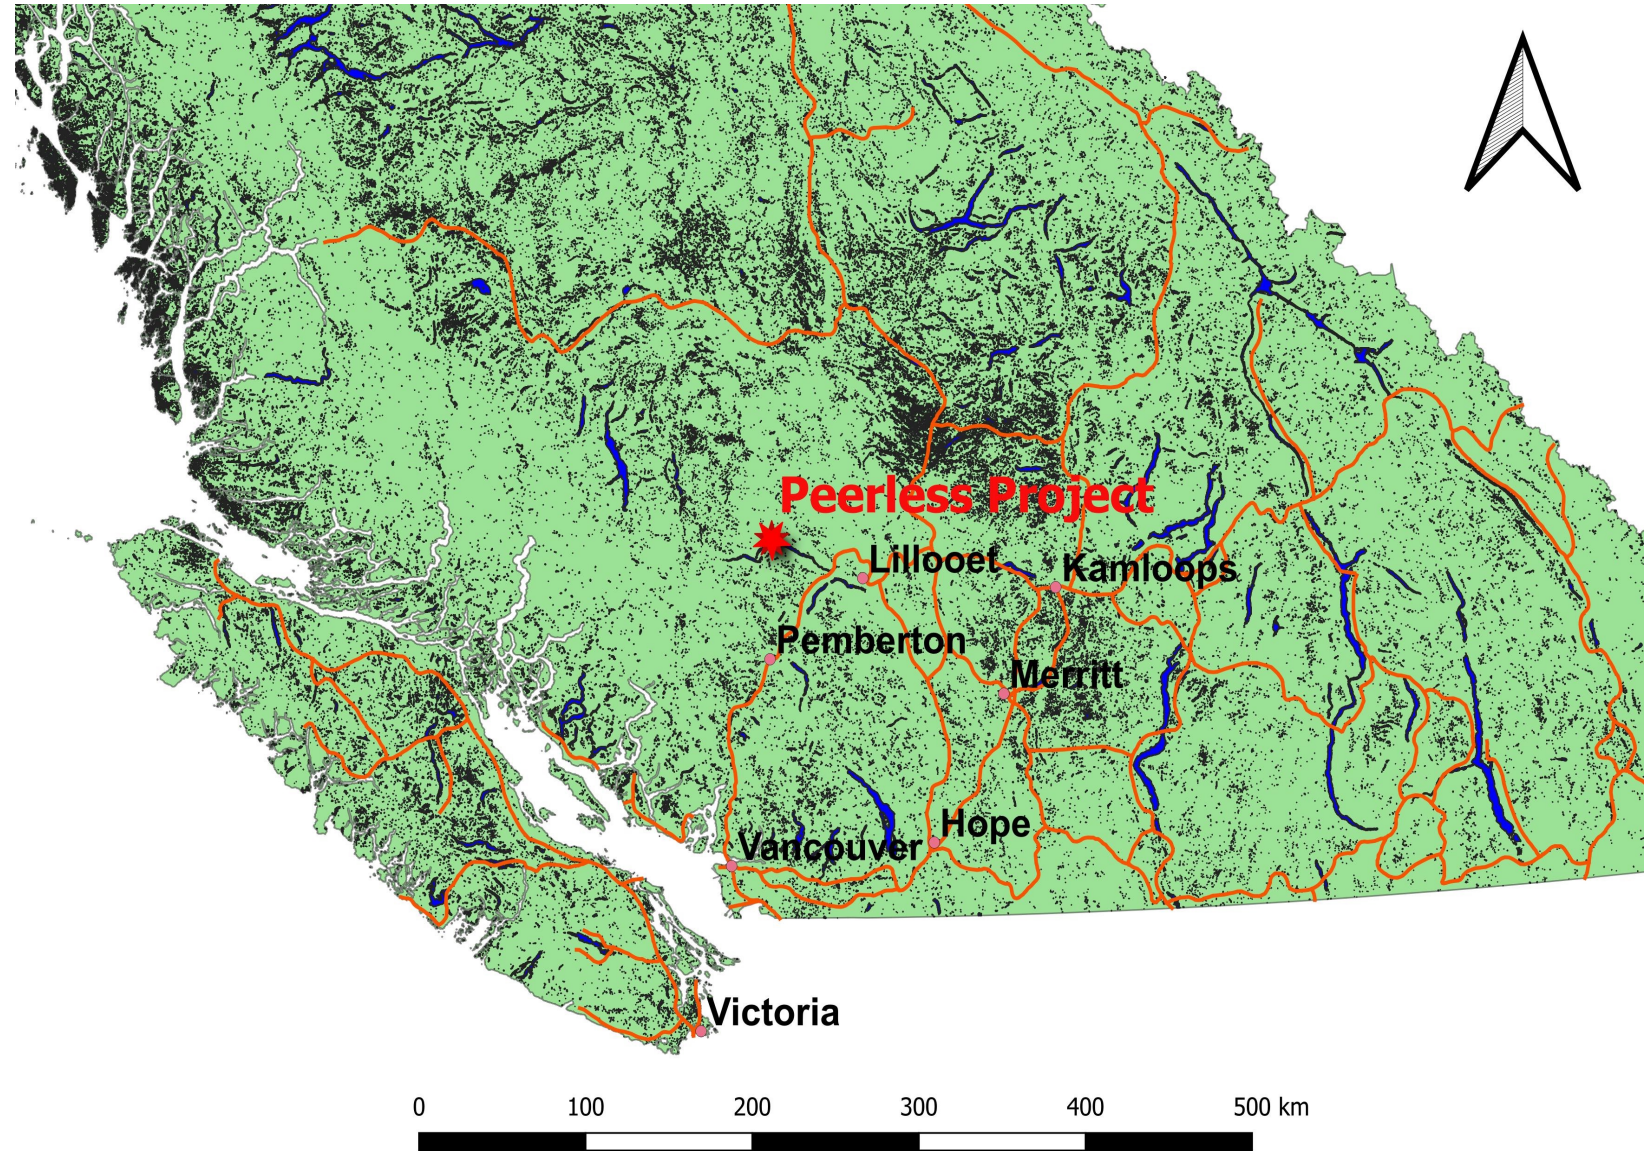 Peerless Project
Lillooet
Kamloops
Pemberton
Merritt
Hope
Vancouver
Victoria
0 100 200 300 400 500 km